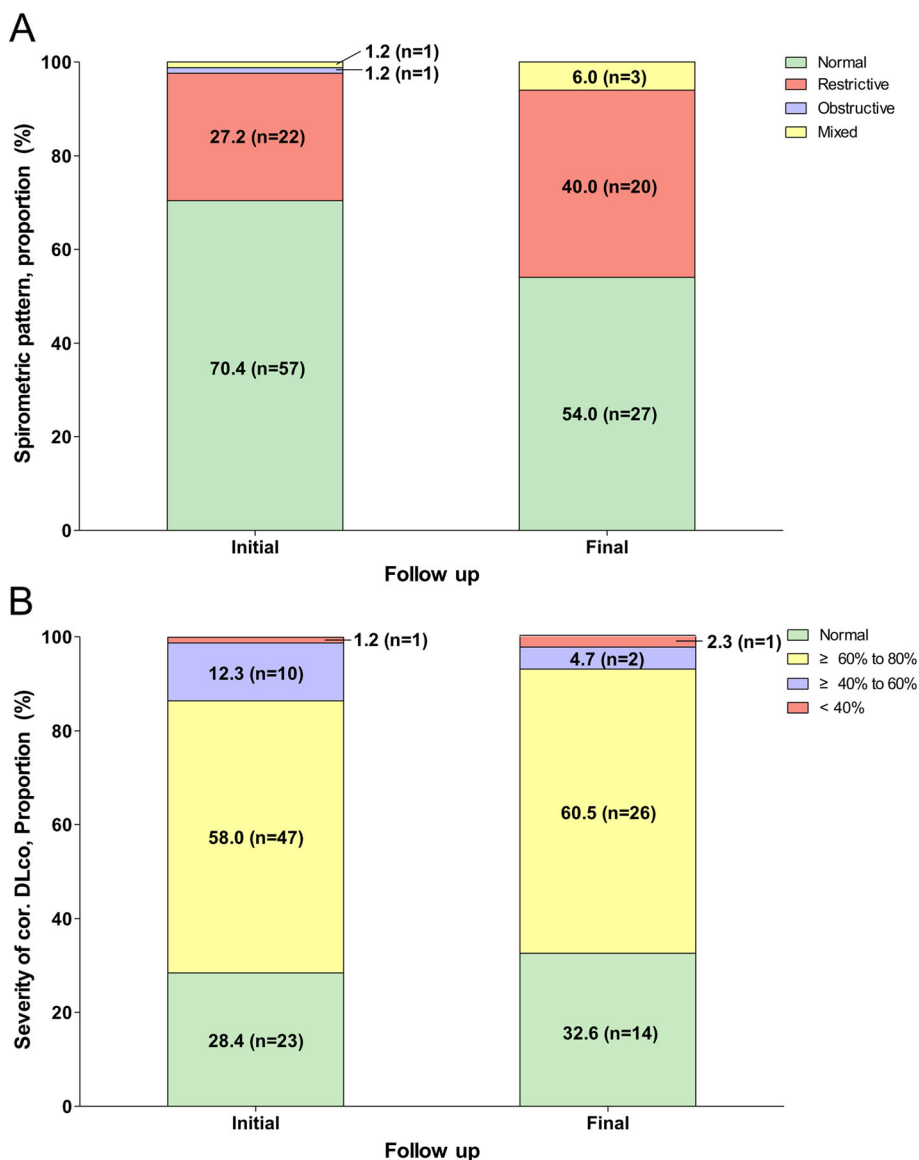 A
Spirometric pattern, proportion (%)
100
80
60
40
20
0
1.2 (n=1)
1.2 (n=1)
27.2 (n=22)
70.4 (n=57)
6.0 (n=3)
40.0 (n=20)
54.0 (n=27)
Normal
Restrictive
Obstructive
Mixed
Initial
Final
Follow up
B
Severity of cor. DLco, Proportion (%)
100
80
60
40
20
0
1.2 (n=1)
12.3 (n=10)
58.0 (n=47)
28.4 (n=23)
2.3 (n=1)
4.7 (n=2)
60.5 (n=26)
32.6 (n=14)
Normal
≥ 60% to 80%
≥ 40% to 60%
< 40%
Initial
Final
Follow up